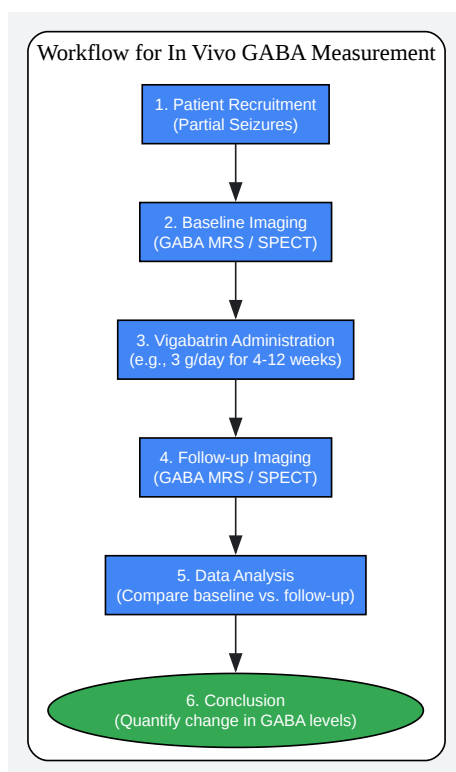 Workflow for In Vivo GABA Measurement
1. Patient Recruitment
(Partial Seizures)
2. Baseline Imaging
(GABA MRS / SPECT)
3. Vigabatrin Administration
(e.g., 3 g/day for 4-12 weeks)
4. Follow-up Imaging
(GABA MRS / SPECT)
5. Data Analysis
(Compare baseline vs. follow-up)
6. Conclusion
(Quantify change in GABA levels)